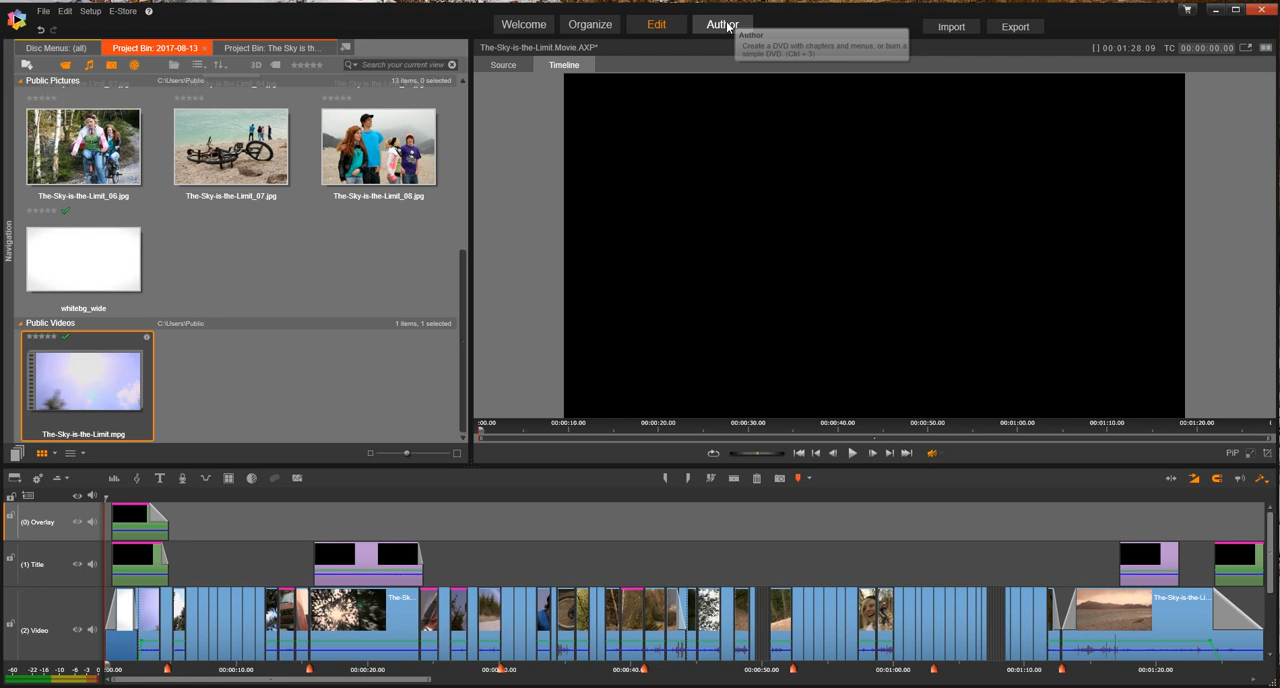 File Edit Setup E-Store ?
Welcome Organize Edit Author Import Export
Author
Create a DVD with chapters and menus, or burn a
simple DVD. (Ctrl + 3)
Disc Menus: (all) Project Bin: 2017-08-13 × Project Bin: The Sky is th...
The-Sky-is-the-Limit.Movie.AXP*
[ ] 00:01:28.09 TC 00:00:00.00
Source Timeline
3D
Search your current view
Public Pictures C:\Users\Public 13 items, 0 selected
The-Sky-is-the-Limit_06.jpg
The-Sky-is-the-Limit_07.jpg
The-Sky-is-the-Limit_08.jpg
Navigation
whitebg_wide
Public Videos C:\Users\Public 1 items, 1 selected
The-Sky-is-the-Limit.mpg
:00.00 00:00:10.00 00:00:20.00 00:00:30.00 00:00:40.00 00:00:50.00 00:01:00.00 00:01:10.00 00:01:20.00
PiP
(0) Overlay
(1) Title
(2) Video
The-Sk...
The-Sky-is-the-Li...
-60 -22 -16 -10 -6 -3 0
:00.00 00:00:10.00 00:00:20.00 00:00:30.00 00:00:40.00 00:00:50.00 00:01:00.00 00:01:10.00 00:01:20.00